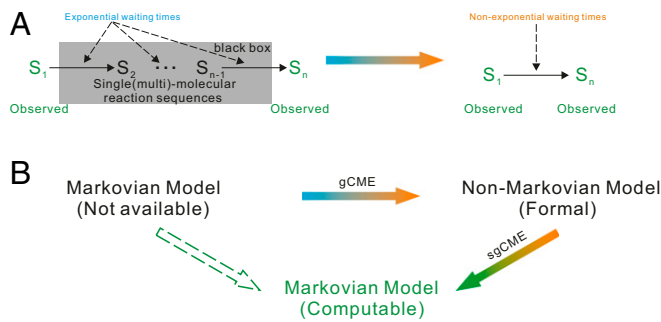 A
Exponential waiting times
Non-exponential waiting times
black box
S1 S2 ··· Sn-1 Sn
S1 Sn
Single(multi)-molecular
reaction sequences
Observed Observed
Observed Observed
B
Markovian Model
(Not available)
gCME
Non-Markovian Model
(Formal)
sgCME
Markovian Model
(Computable)